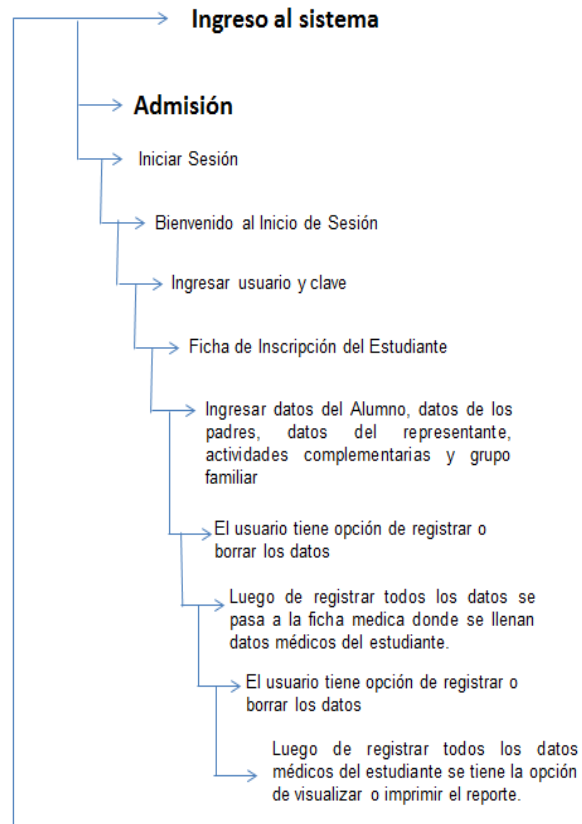 Ingreso al sistema
Admisión
Iniciar Sesión
Bienvenido al Inicio de Sesión
Ingresar usuario y clave
Ficha de Inscripción del Estudiante
Ingresar datos del Alumno, datos de los
padres, datos del representante,
actividades complementarias y grupo
familiar
El usuario tiene opción de registrar o
borrar los datos
Luego de registrar todos los datos se
pasa a la ficha medica donde se llenan
datos médicos del estudiante.
El usuario tiene opción de registrar o
borrar los datos
Luego de registrar todos los datos
médicos del estudiante se tiene la opción
de visualizar o imprimir el reporte.